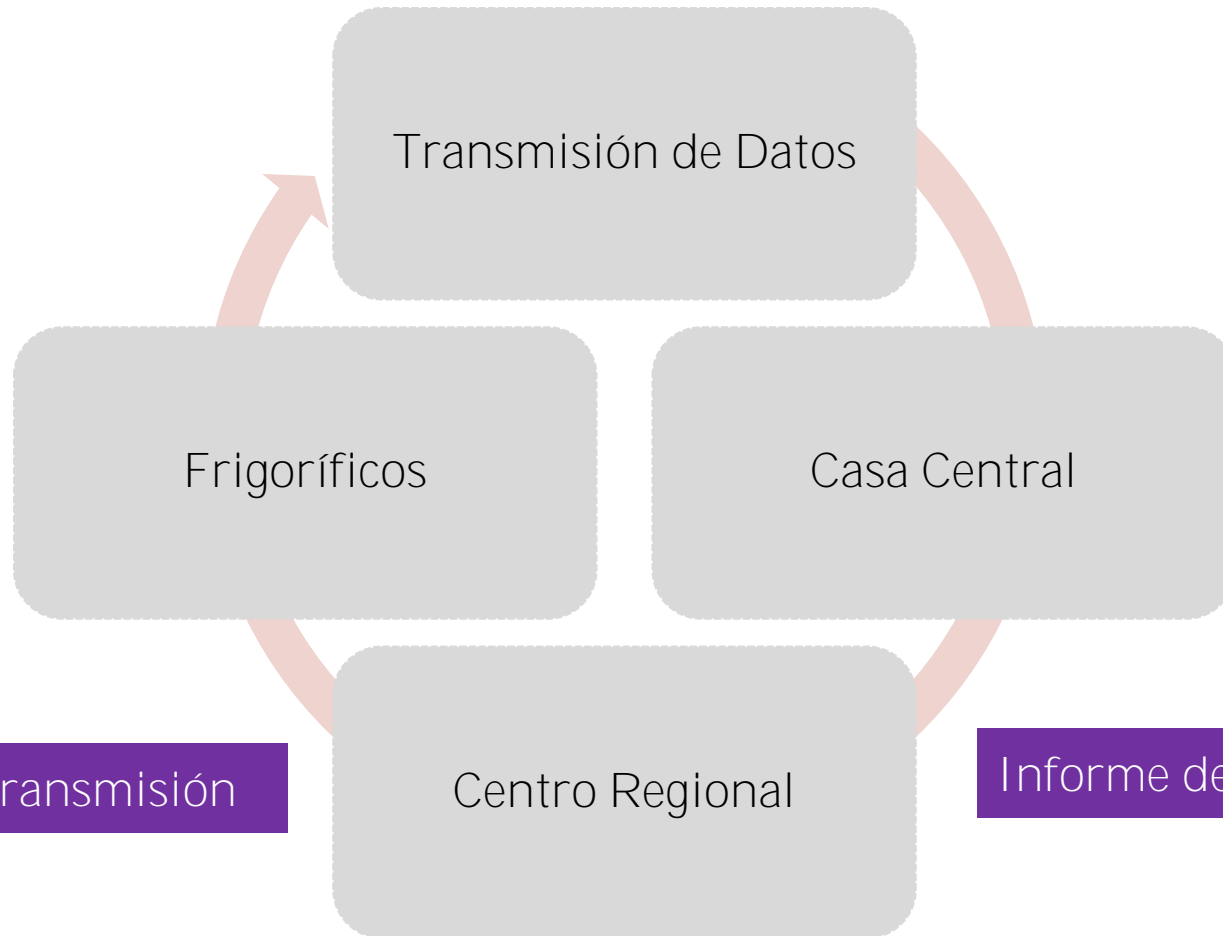 Transmisión de Datos
Frigoríficos
Casa Central
ransmisión
Centro Regional
Informe de